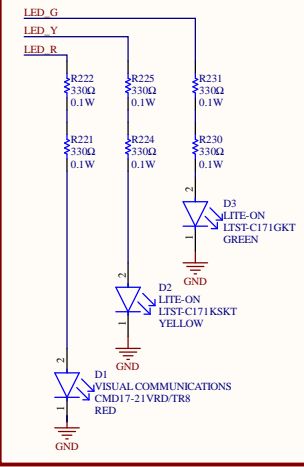 LED_G
LED_Y
LED_R
R222
330Ω
0.1W
R225
330Ω
0.1W
R231
330Ω
0.1W
R221
330Ω
0.1W
R224
330Ω
0.1W
R230
330Ω
0.1W
2
D3
LITE-ON
LTST-C171GKT
GREEN
1
GND
2
D2
LITE-ON
LTST-C171KSKT
YELLOW
1
GND
2
D1
VISUAL COMMUNICATIONS
CMD17-21VRD/TR8
RED
1
GND